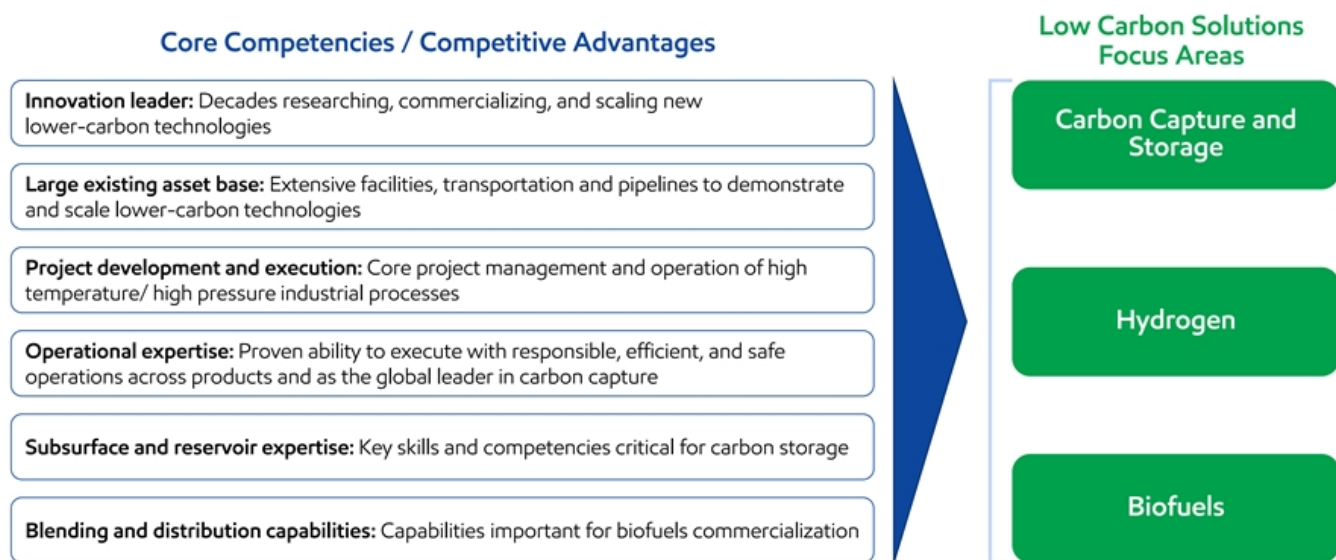 Core Competencies / Competitive Advantages
Innovation leader: Decades researching, commercializing, and scaling new
lower-carbon technologies
Large existing asset base: Extensive facilities, transportation and pipelines to demonstrate
and scale lower-carbon technologies
Project development and execution: Core project management and operation of high
temperature/ high pressure industrial processes
Operational expertise: Proven ability to execute with responsible, efficient, and safe
operations across products and as the global leader in carbon capture
Subsurface and reservoir expertise: Key skills and competencies critical for carbon storage
Blending and distribution capabilities: Capabilities important for biofuels commercialization
Low Carbon Solutions
Focus Areas
Carbon Capture and
Storage
Hydrogen
Biofuels